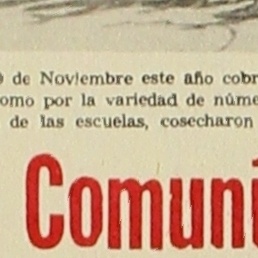 de Noviembre este año cobr
omo por la variedad de núme
de las escuelas, cosecharon
Comuni